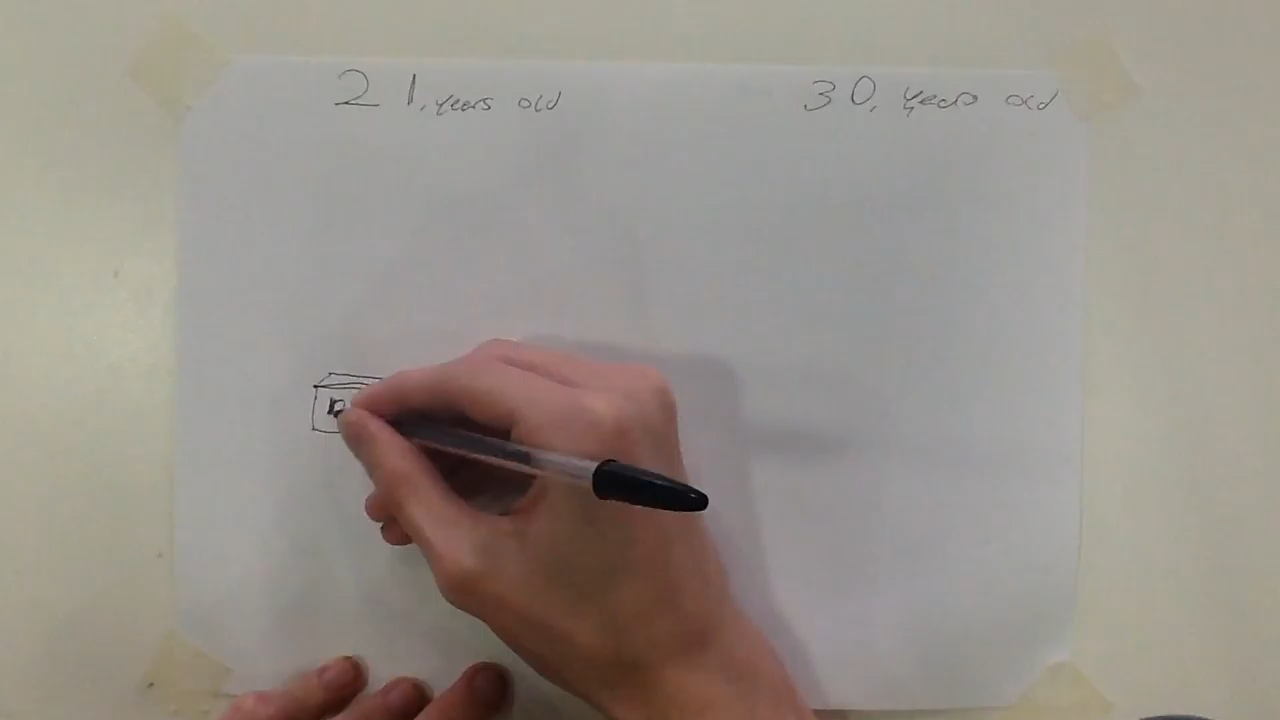 21, years old
30, years old